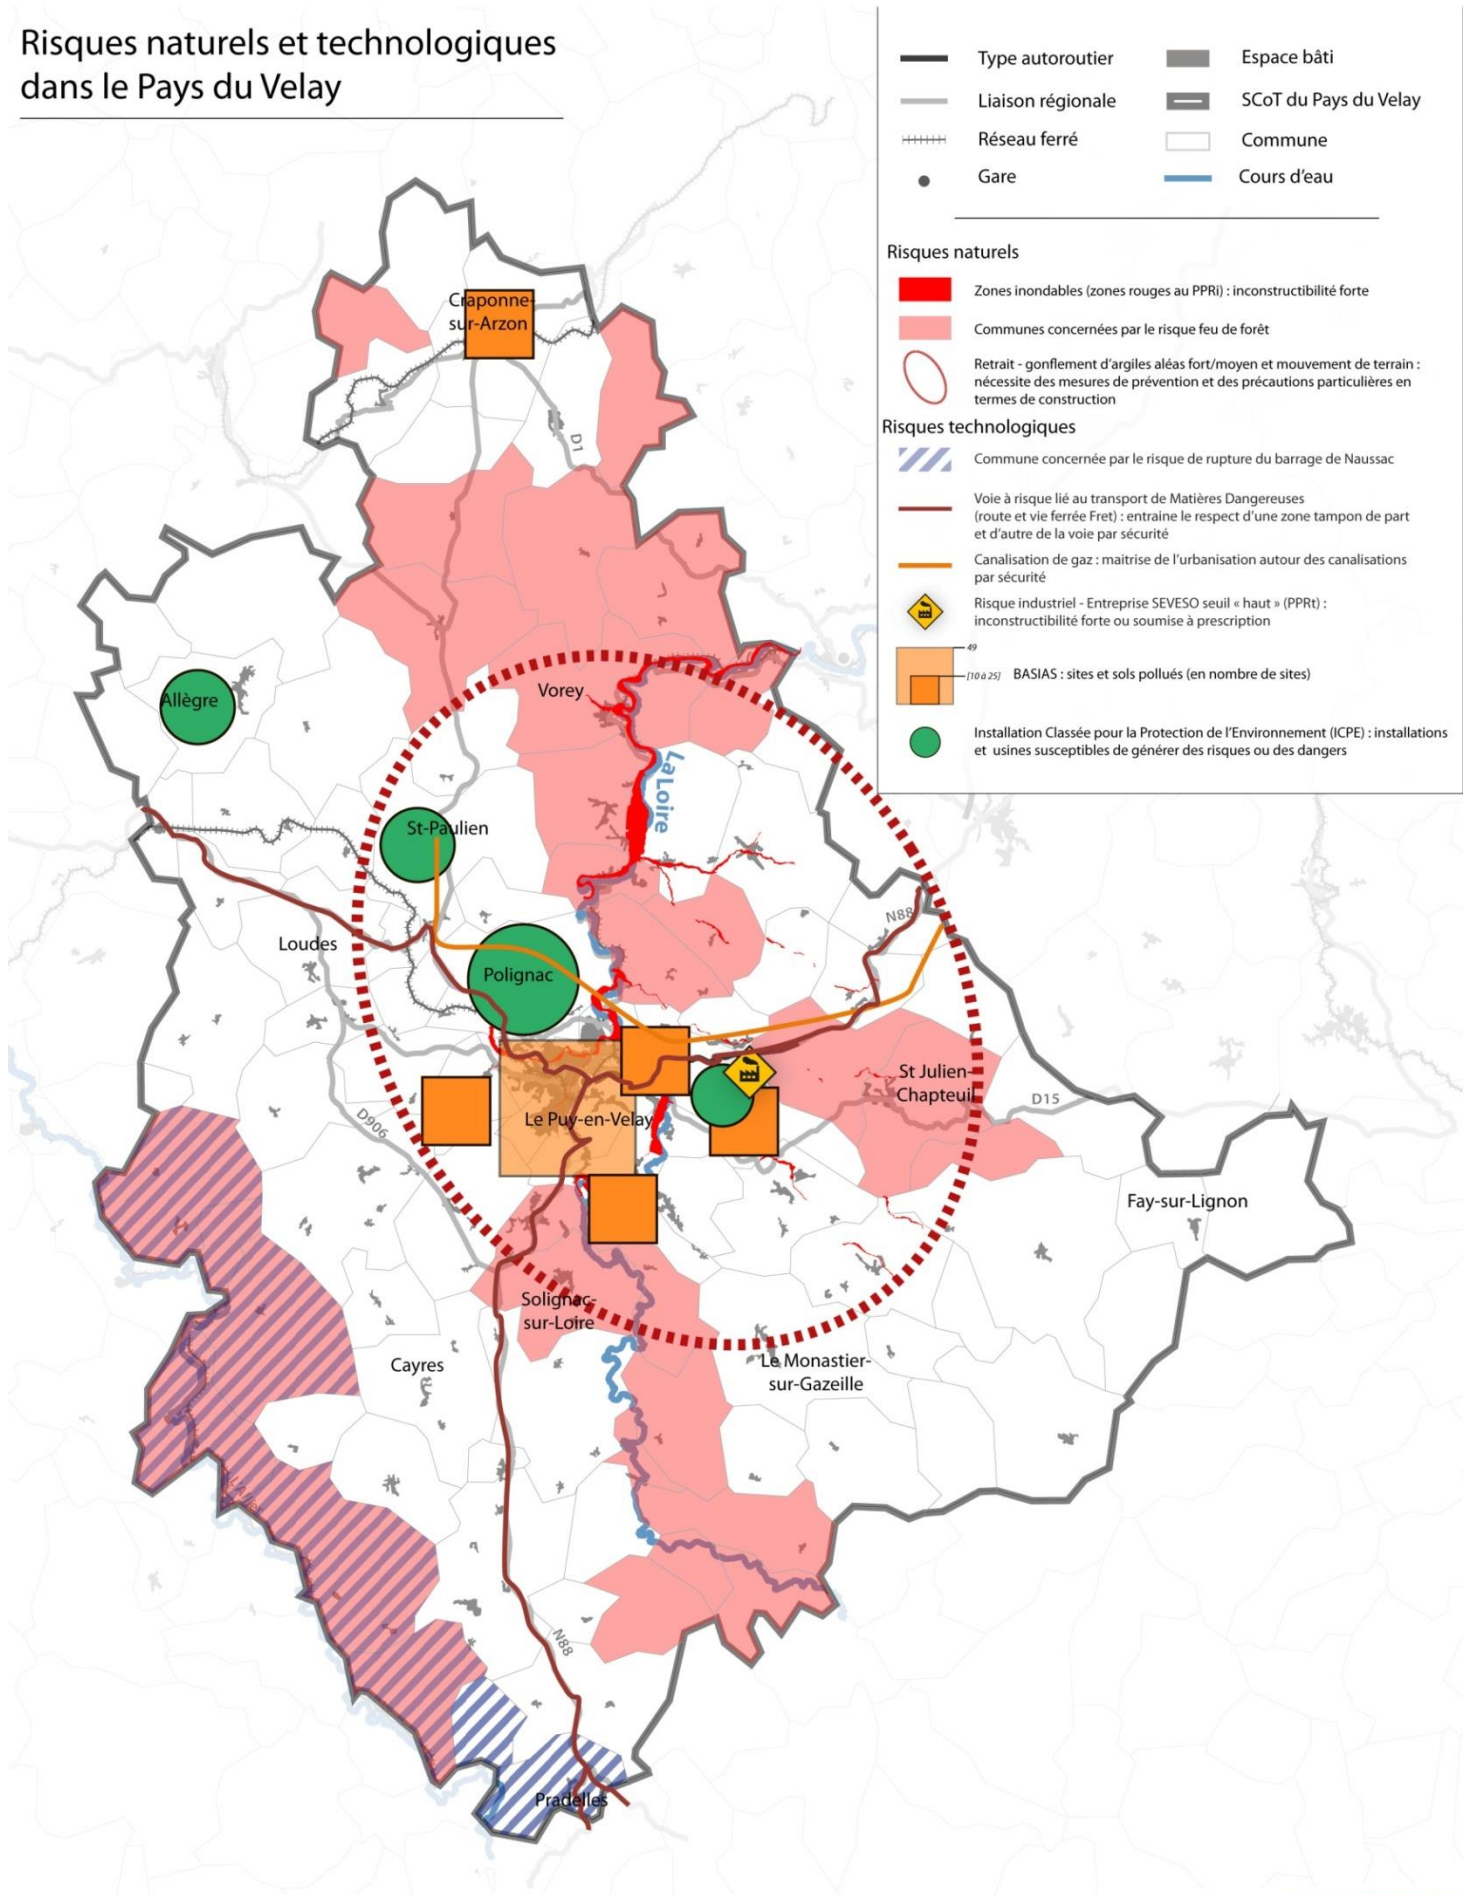 Risques naturels et technologiques
dans le Pays du Velay
Type autoroutier
Liaison régionale
Réseau ferré
Gare
Espace bâti
SCoT du Pays du Velay
Commune
Cours d'eau
Risques naturels
Zones inondables (zones rouges au PPRi) : inconstructibilité forte
Communes concernées par le risque feu de forêt
Retrait - gonflement d'argiles aléas fort/moyen et mouvement de terrain :
nécessite des mesures de prévention et des précautions particulières en
termes de construction
Risques technologiques
Commune concernée par le risque de rupture du barrage de Naussac
Voie à risque lié au transport de Matières Dangereuses
(route et vie ferrée Fret) : entraine le respect d'une zone tampon de part
et d'autre de la voie par sécurité
Canalisation de gaz : maitrise de l'urbanisation autour des canalisations
par sécurité
Risque industriel - Entreprise SEVESO seuil « haut » (PPRt) :
inconstructibilité forte ou soumise à prescription
49
[10 à 25]
BASIAS : sites et sols pollués (en nombre de sites)
Installation Classée pour la Protection de l'Environnement (ICPE) : installations
et usines susceptibles de générer des risques ou des dangers
Craponne-
sur-Arzon
D1
Allègre
Vorey
La Loire
St-Paulien
N88
Loudes
Polignac
St Julien-
Chapteuil
D15
Le Puy-en-Velay
D906
Fay-sur-Lignon
Solignac-
sur-Loire
Cayres
Le Monastier-
sur-Gazeille
L'Allier
N88
Pradelles